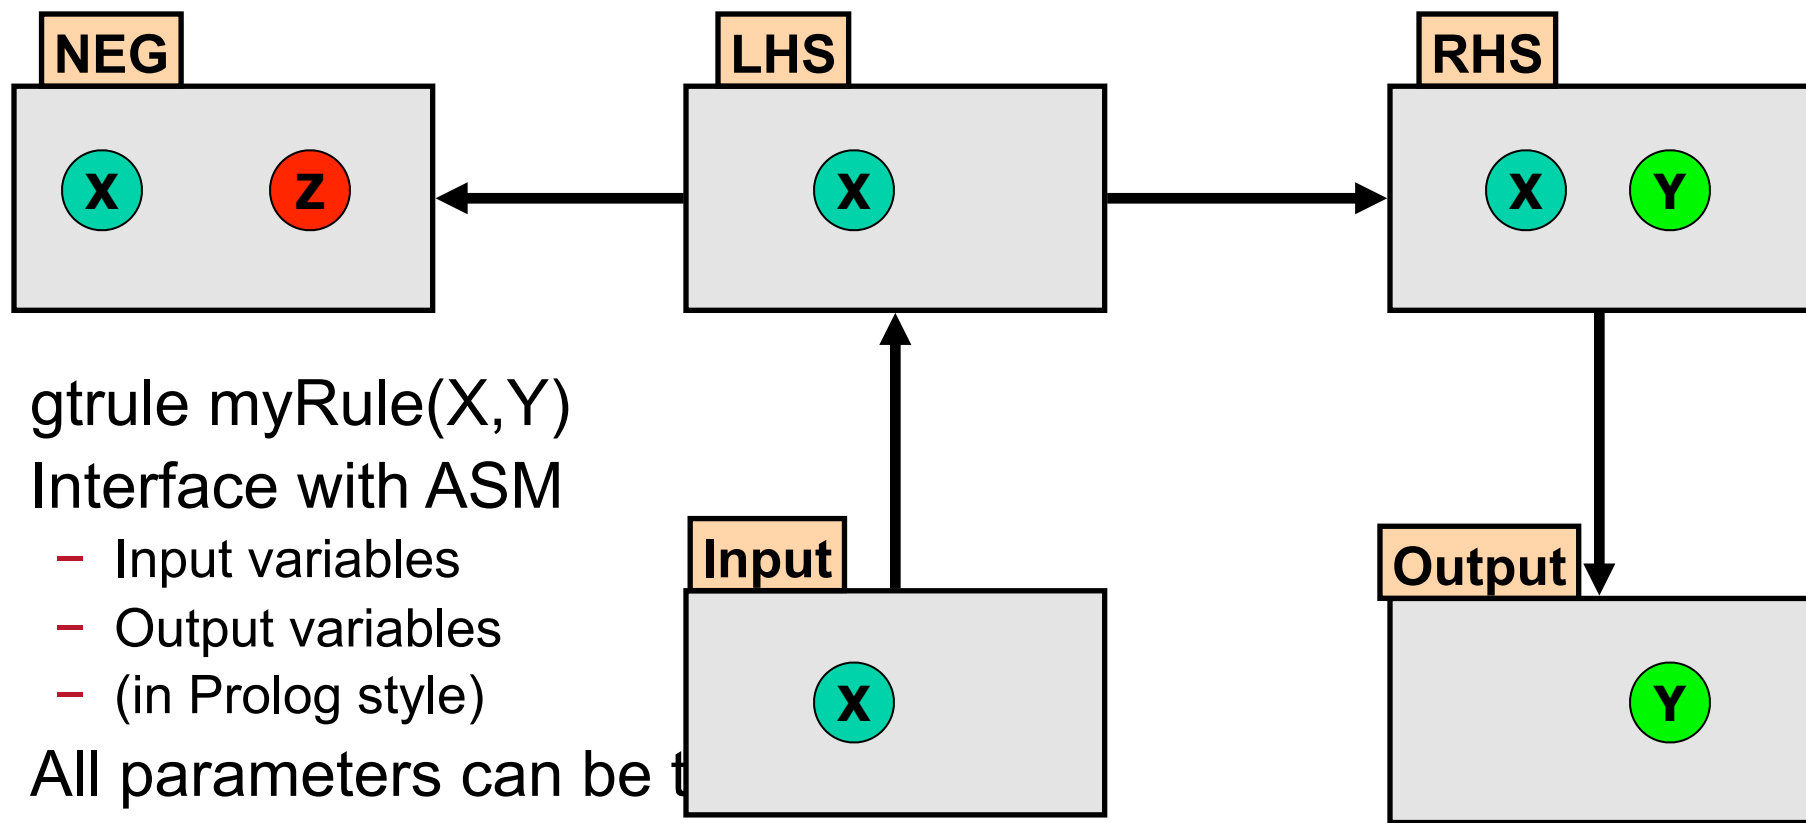 NEG
LHS
RHS
X
Z
X
X
Y
gtrule myRule(X,Y)
Interface with ASM
– Input variables
– Output variables
– (in Prolog style)
All parameters can be
Input
X
Output
Y